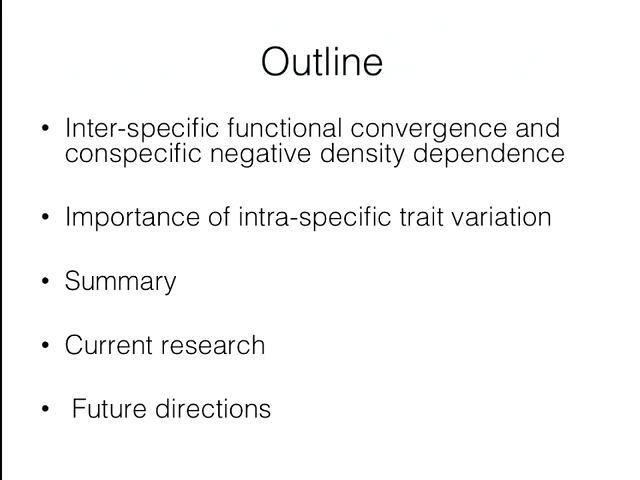 Outline
• Inter-specific functional convergence and
conspecific negative density dependence
• Importance of intra-specific trait variation
• Summary
• Current research
• Future directions